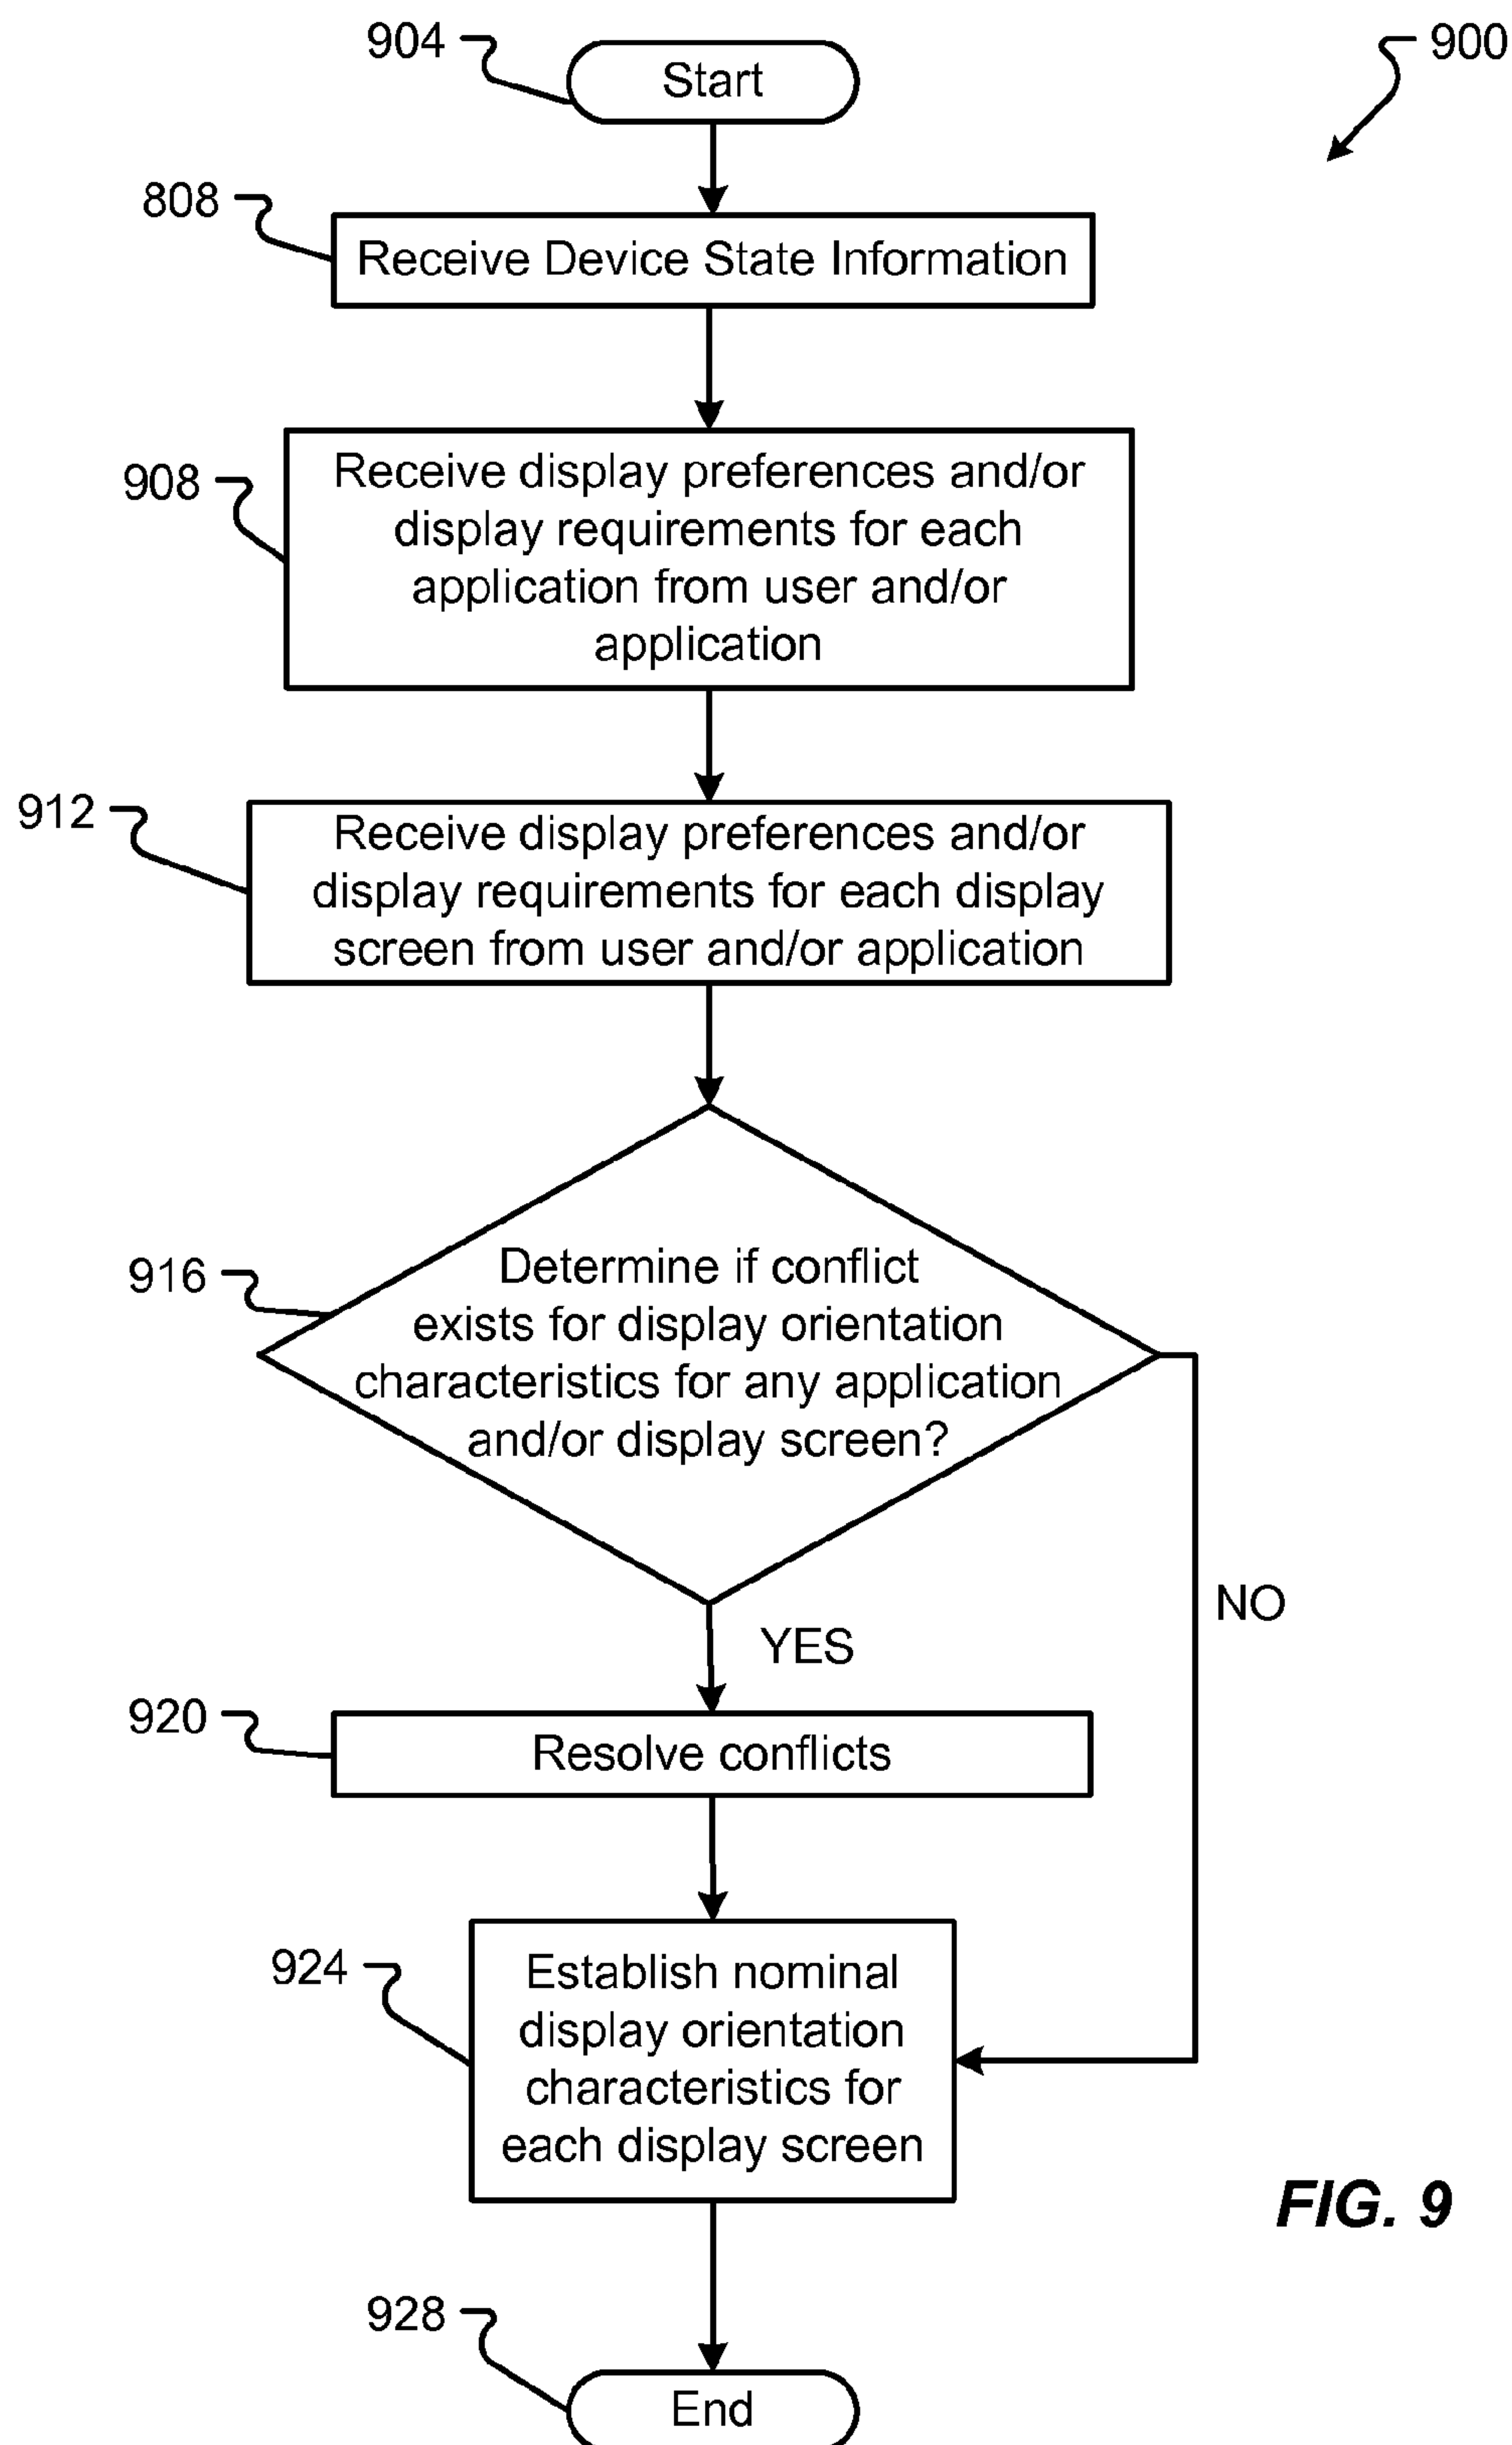 904
Start
900
808
Receive Device State Information
908
Receive display preferences and/or
display requirements for each
application from user and/or
application
912
Receive display preferences and/or
display requirements for each display
screen from user and/or application
916
Determine if conflict
exists for display orientation
characteristics for any application
and/or display screen?
NO
YES
920
Resolve conflicts
924
Establish nominal
display orientation
characteristics for
each display screen
FIG. 9
928
End